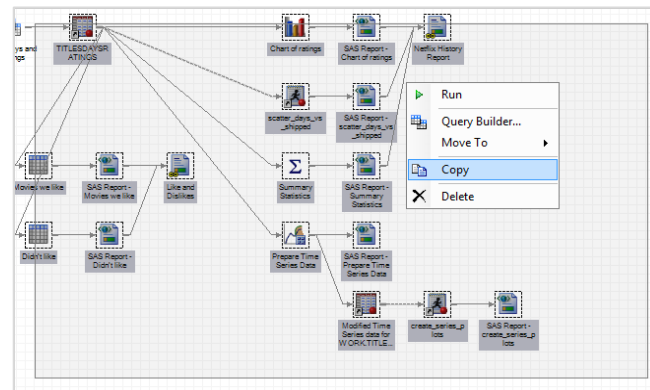 ys and
ngs
TITLESDAYSR
ATINGS
Chart of ratings
SAS Report -
Chart of ratings
Netflix History
Report
scatter_days_vs
_shipped
SAS Report -
scatter_days_vs
_shipped
Run
Query Builder...
Move To
Copy
Delete
Movies we like
SAS Report -
Movies we like
Like and
Dislikes
Summary
Statistics
SAS Report -
Summary
Statistics
Didn't like
SAS Report -
Didn't like
Prepare Time
Series Data
SAS Report -
Prepare Time
Series Data
Modified Time
Series data for
WORK.TITLE...
create_series_p
lots
SAS Report -
create_series_p
lots